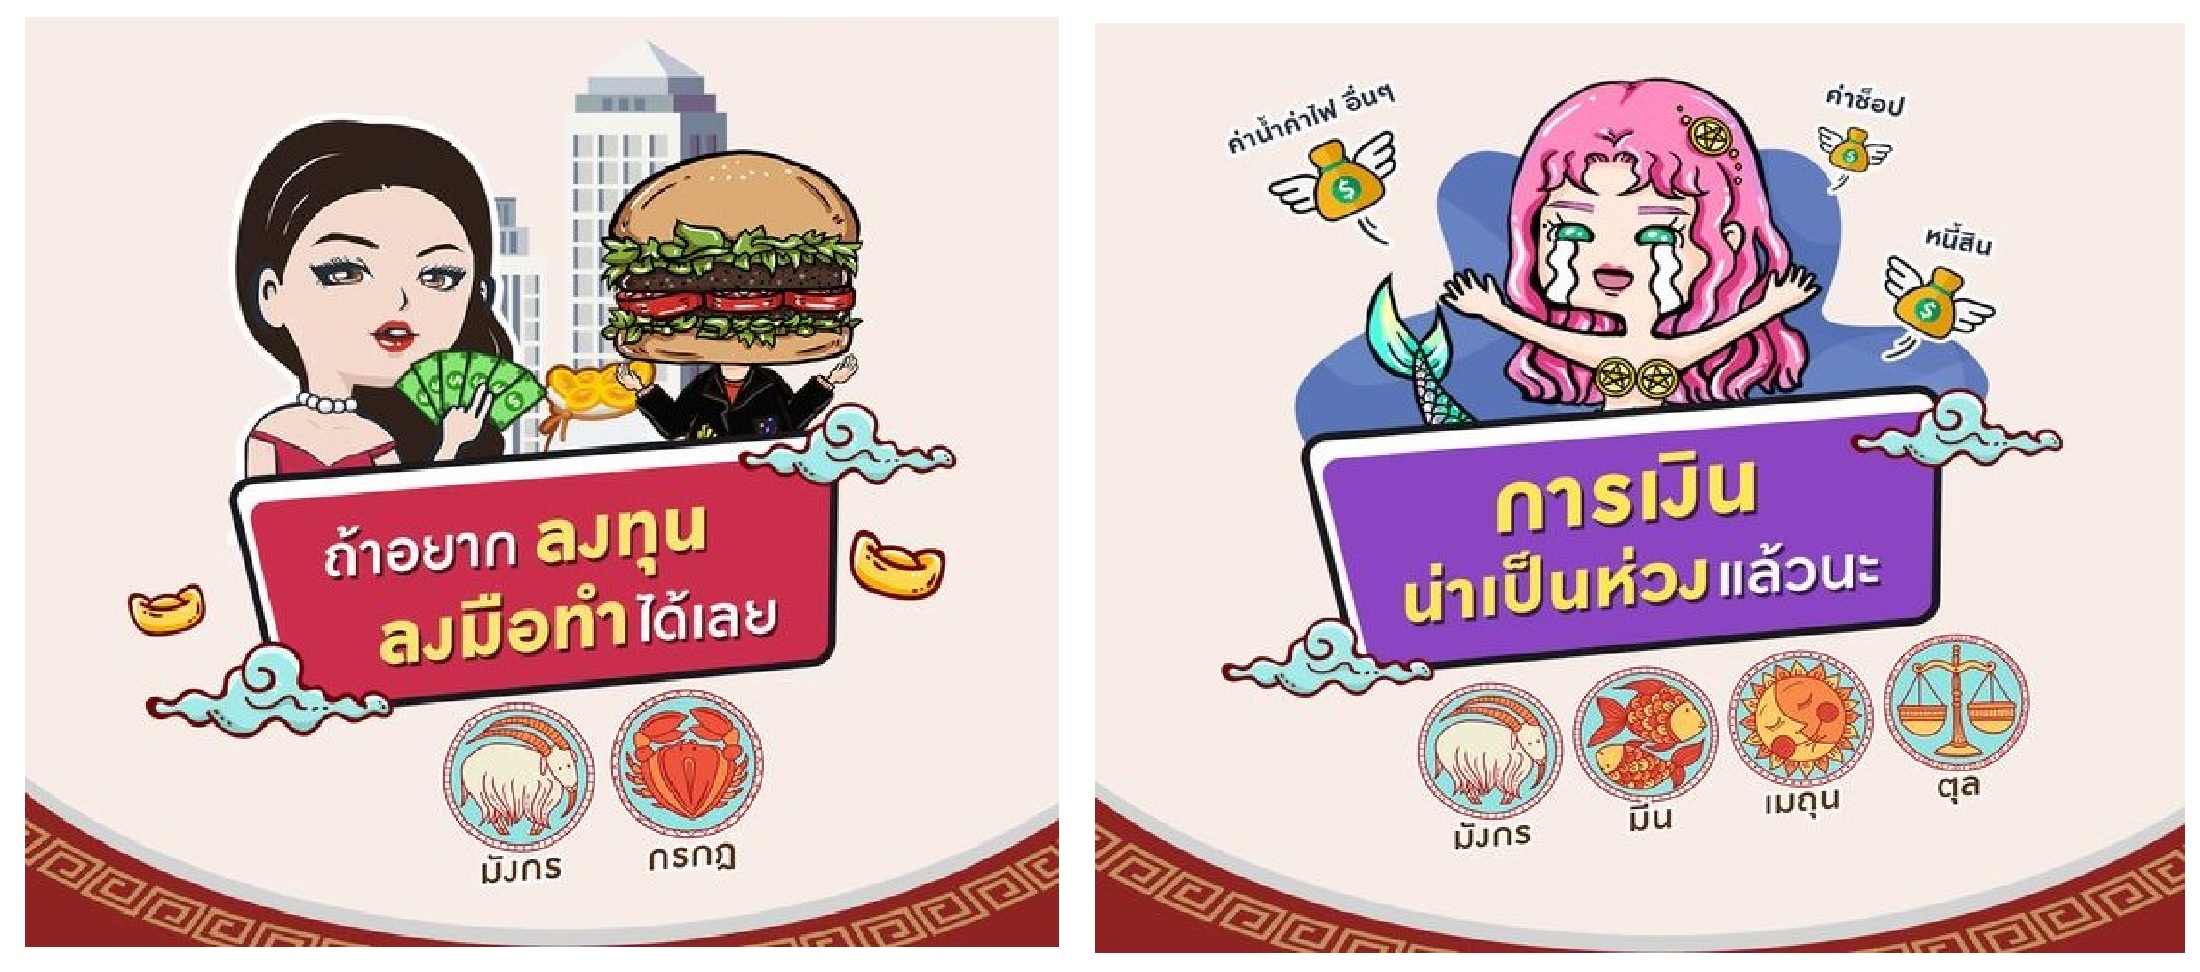 ถ้าอยาก ลงทุน
ลงมือทำได้เลย
มังกร
กรกฎ
ค่าน้ำค่าไฟ อื่นๆ
ค่าช็อป
หนี้สิน
การเงิน
น่าเป็นห่วงแล้วนะ
มังกร
มีน
เมถุน
ตุล